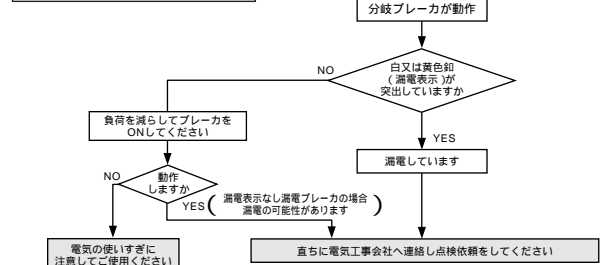 分岐ブレーカが動作
NO
白又は黄色釦
(漏電表示)が
突出していますか
負荷を減らしてブレーカを
ONしてください
YES
漏電しています
NO
動作
しますか
YES
(漏電表示なし漏電ブレーカの場合
漏電の可能性があります)
電気の使いすぎに
注意してご使用ください
直ちに電気工事会社へ連絡し点検依頼をしてください